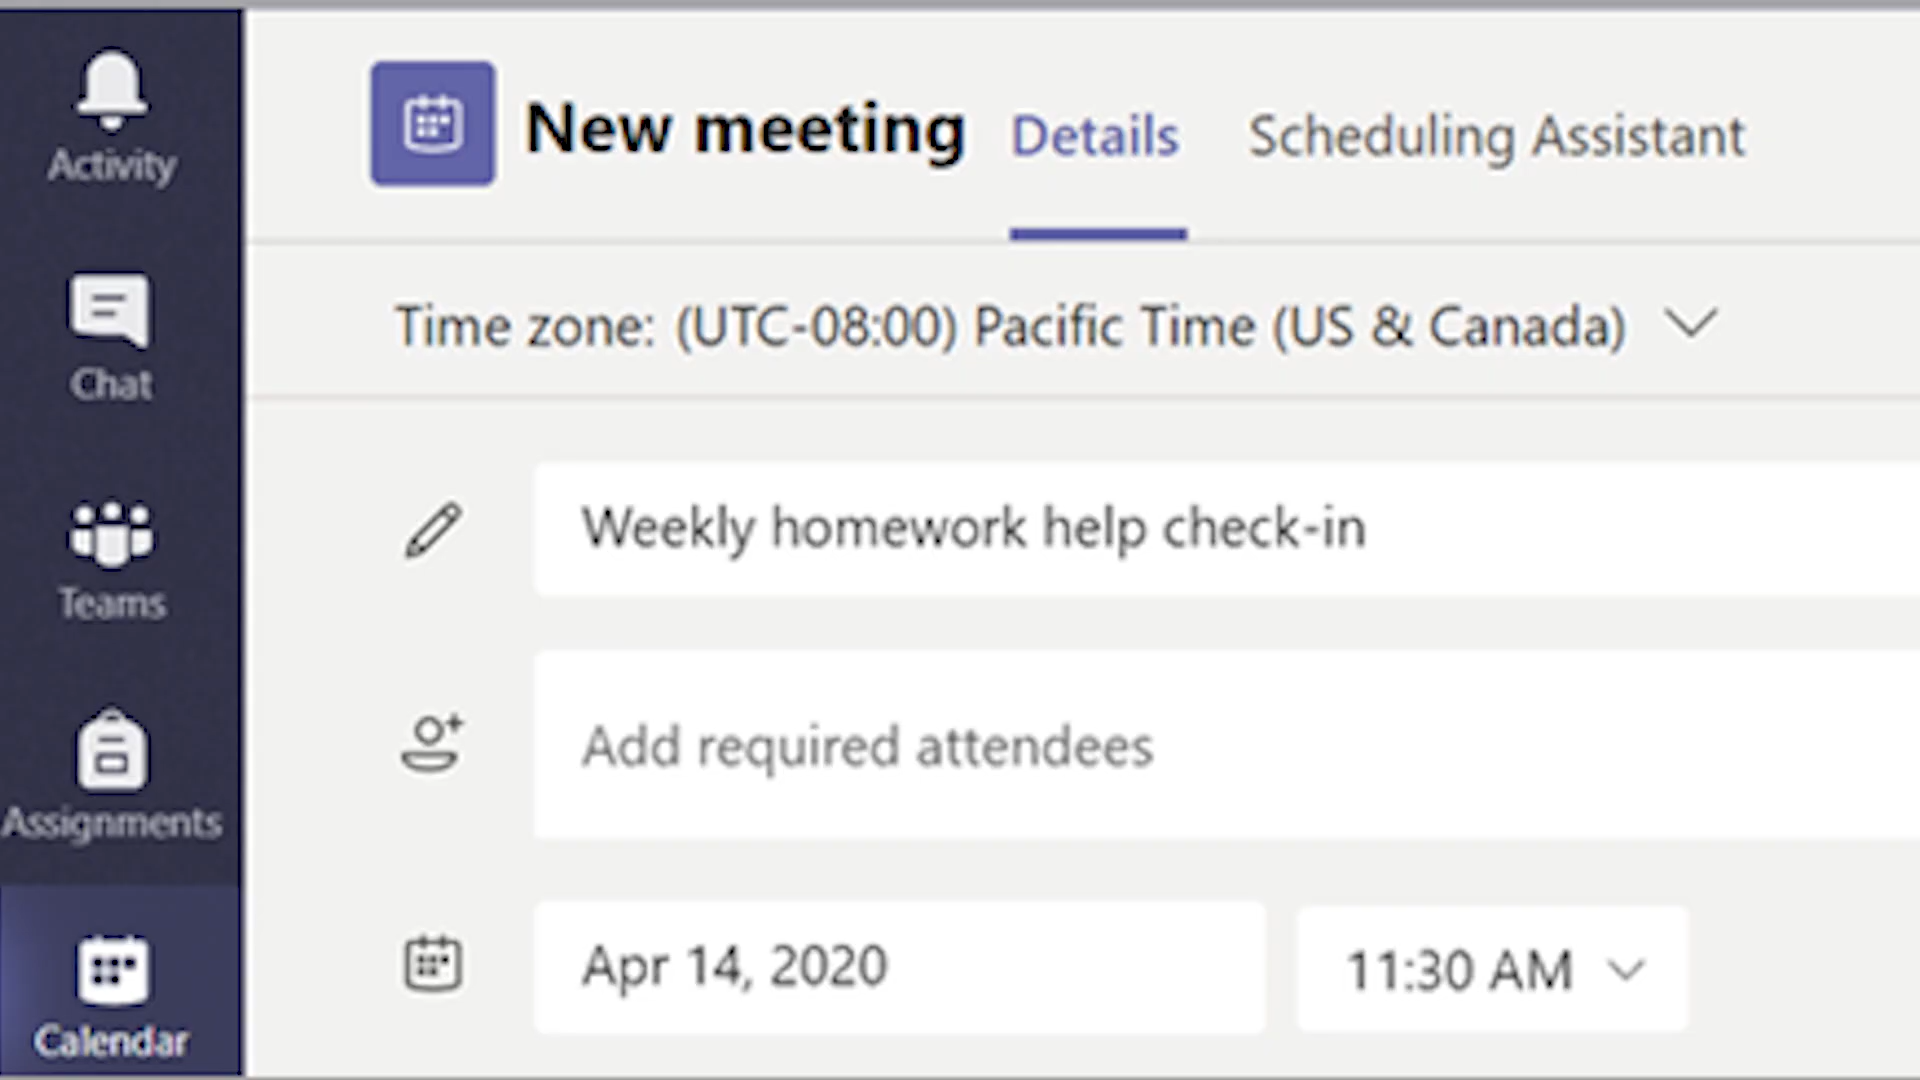 Activity
Chat
Teams
Assignments
Calendar
New meeting Details Scheduling Assistant
Time zone: (UTC-08:00) Pacific Time (US & Canada)
Weekly homework help check-in
Add required attendees
Apr 14, 2020 11:30 AM